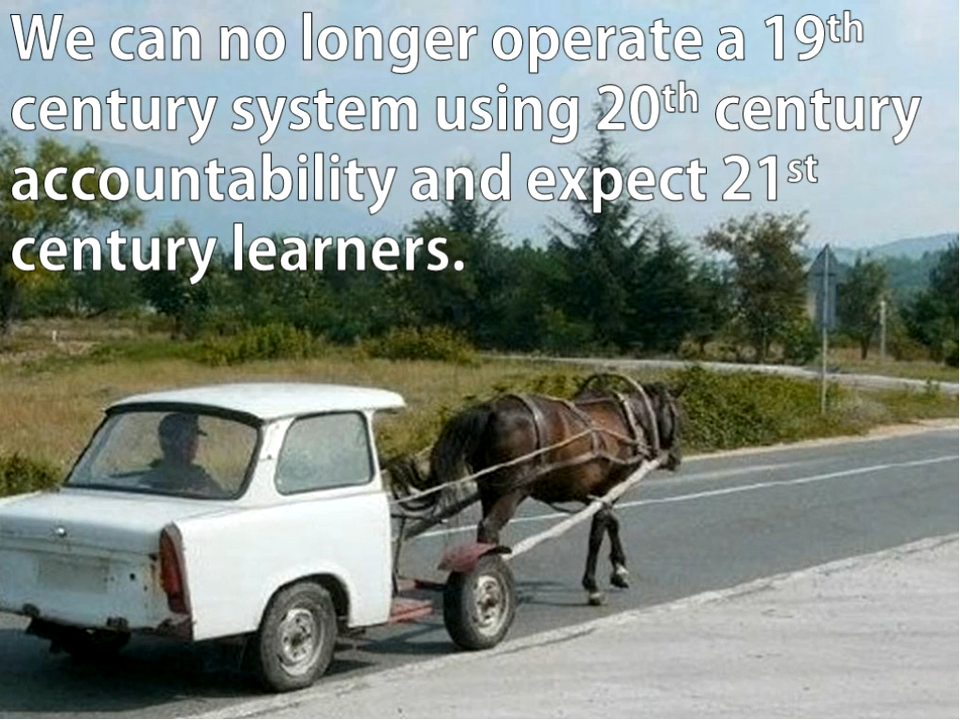 We can no longer operate a 19th
century system using 20th century
accountability and expect 21st
century learners.